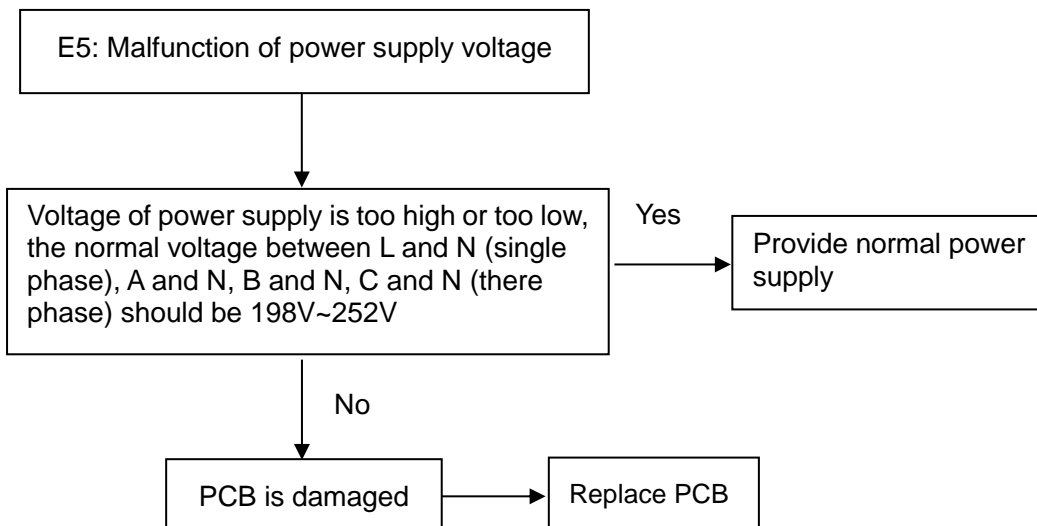 E5: Malfunction of power supply voltage
Voltage of power supply is too high or too low,
the normal voltage between L and N (single
phase), A and N, B and N, C and N (there
phase) should be 198V~252V
Yes
Provide normal power
supply
No
PCB is damaged
Replace PCB